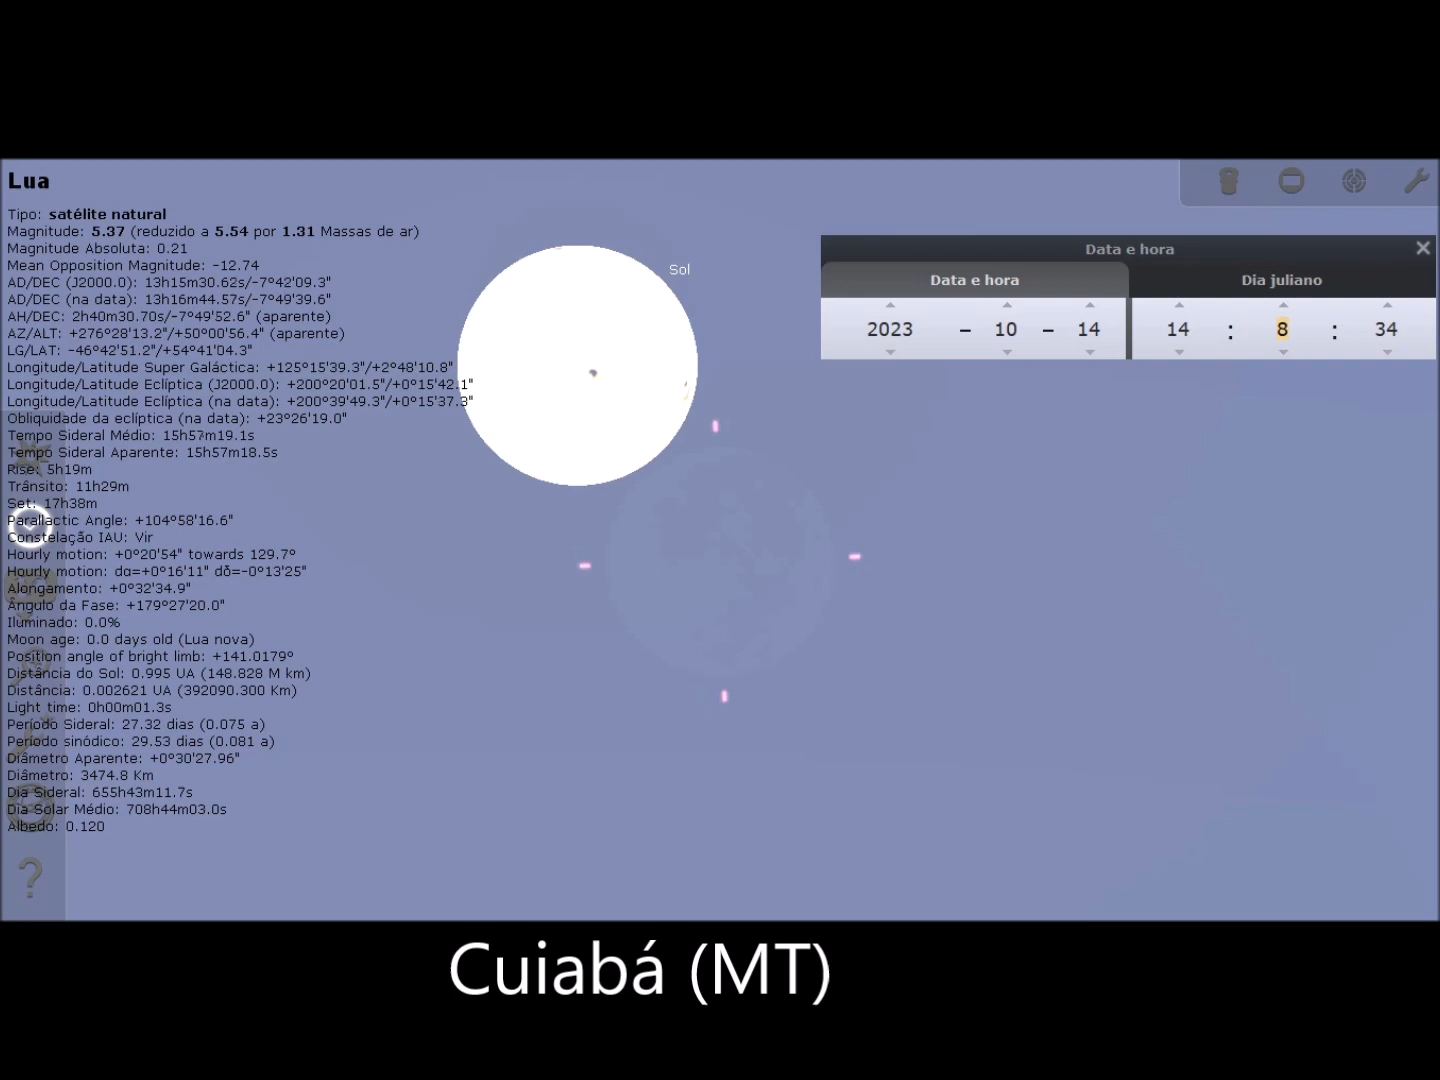 Lua
Tipo: satélite natural
Magnitude: 5.37 (reduzido a 5.54 por 1.31 Massas de ar)
Magnitude Absoluta: 0.21
Mean Opposition Magnitude: -12.74
AD/DEC (J2000.0): 13h15m30.62s/-7°42'09.3"
AD/DEC (na data): 13h16m44.57s/-7°49'39.6"
AH/DEC: 2h40m30.70s/-7°49'52.6" (aparente)
AZ/ALT: +276°28'13.2"/+50°00'56.4" (aparente)
LG/LAT: -46°42'51.2"/+54°41'04.3"
Longitude/Latitude Super Galáctica: +125°15'39.3"/+2°48'10.8"
Longitude/Latitude Eclíptica (J2000.0): +200°20'01.5"/+0°15'42.1"
Longitude/Latitude Eclíptica (na data): +200°39'49.3"/+0°15'37.3"
Obliquidade da eclíptica (na data): +23°26'19.0"
Tempo Sideral Médio: 15h57m19.1s
Tempo Sideral Aparente: 15h57m18.5s
Rise: 5h19m
Trânsito: 11h29m
Set: 17h38m
Parallactic Angle: +104°58'16.6"
Constelação IAU: Vir
Hourly motion: +0°20'54" towards 129.7°
Hourly motion: dα=+0°16'11" dδ=-0°13'25"
Alongamento: +0°32'34.9"
Ângulo da Fase: +179°27'20.0"
Iluminado: 0.0%
Moon age: 0.0 days old (Lua nova)
Position angle of bright limb: +141.0179°
Distância do Sol: 0.995 UA (148.828 M km)
Distância: 0.002621 UA (392090.300 Km)
Light time: 0h00m01.3s
Período Sideral: 27.32 dias (0.075 a)
Período sinódico: 29.53 dias (0.081 a)
Diâmetro Aparente: +0°30'27.96"
Diâmetro: 3474.8 Km
Dia Sideral: 655h43m11.7s
Dia Solar Médio: 708h44m03.0s
Albedo: 0.120
Sol
Data e hora
Data e hora Dia juliano
2023 - 10 - 14 14 : 8 : 34
Cuiabá (MT)